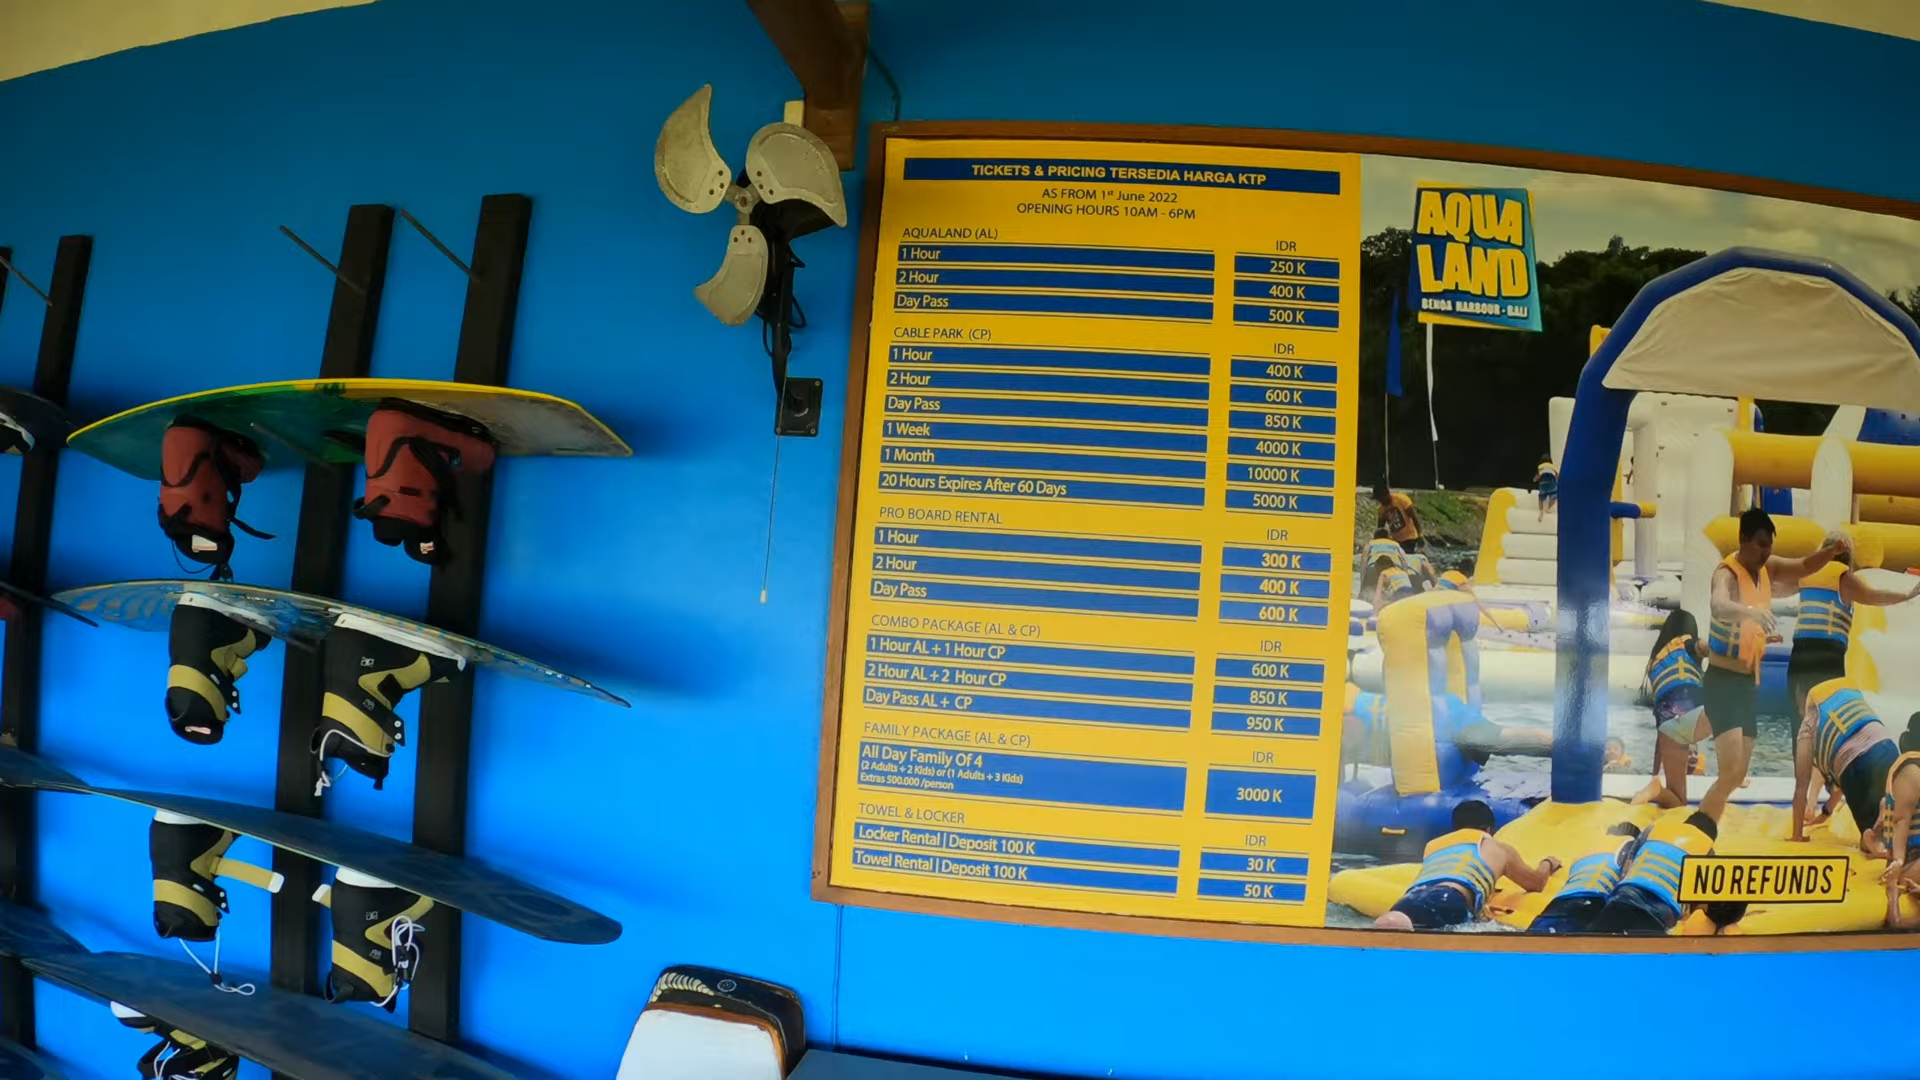 TICKETS & PRICING TERSEDIA HARGA KTP
AS FROM 1st June 2022
OPENING HOURS 10AM - 6PM
AQUALAND (AL) IDR
1 Hour 250 K
2 Hour 400 K
Day Pass 500 K
CABLE PARK (CP) IDR
1 Hour 400 K
2 Hour 600 K
Day Pass 850 K
1 Week 4000 K
1 Month 10000 K
20 Hours Expires After 60 Days 5000 K
PRO BOARD RENTAL IDR
1 Hour 300 K
2 Hour 400 K
Day Pass 600 K
COMBO PACKAGE (AL & CP) IDR
1 Hour AL + 1 Hour CP 600 K
2 Hour AL + 2 Hour CP 850 K
Day Pass AL + CP 950 K
FAMILY PACKAGE (AL & CP) IDR
All Day Family Of 4 3000 K
(2 Adults + 2 Kids) or (1 Adults + 3 Kids)
Extras 500.000 /person
TOWEL & LOCKER IDR
Locker Rental | Deposit 100 K 30 K
Towel Rental | Deposit 100 K 50 K
AQUA
LAND
BENOA HARBOUR - BALI
NO REFUNDS